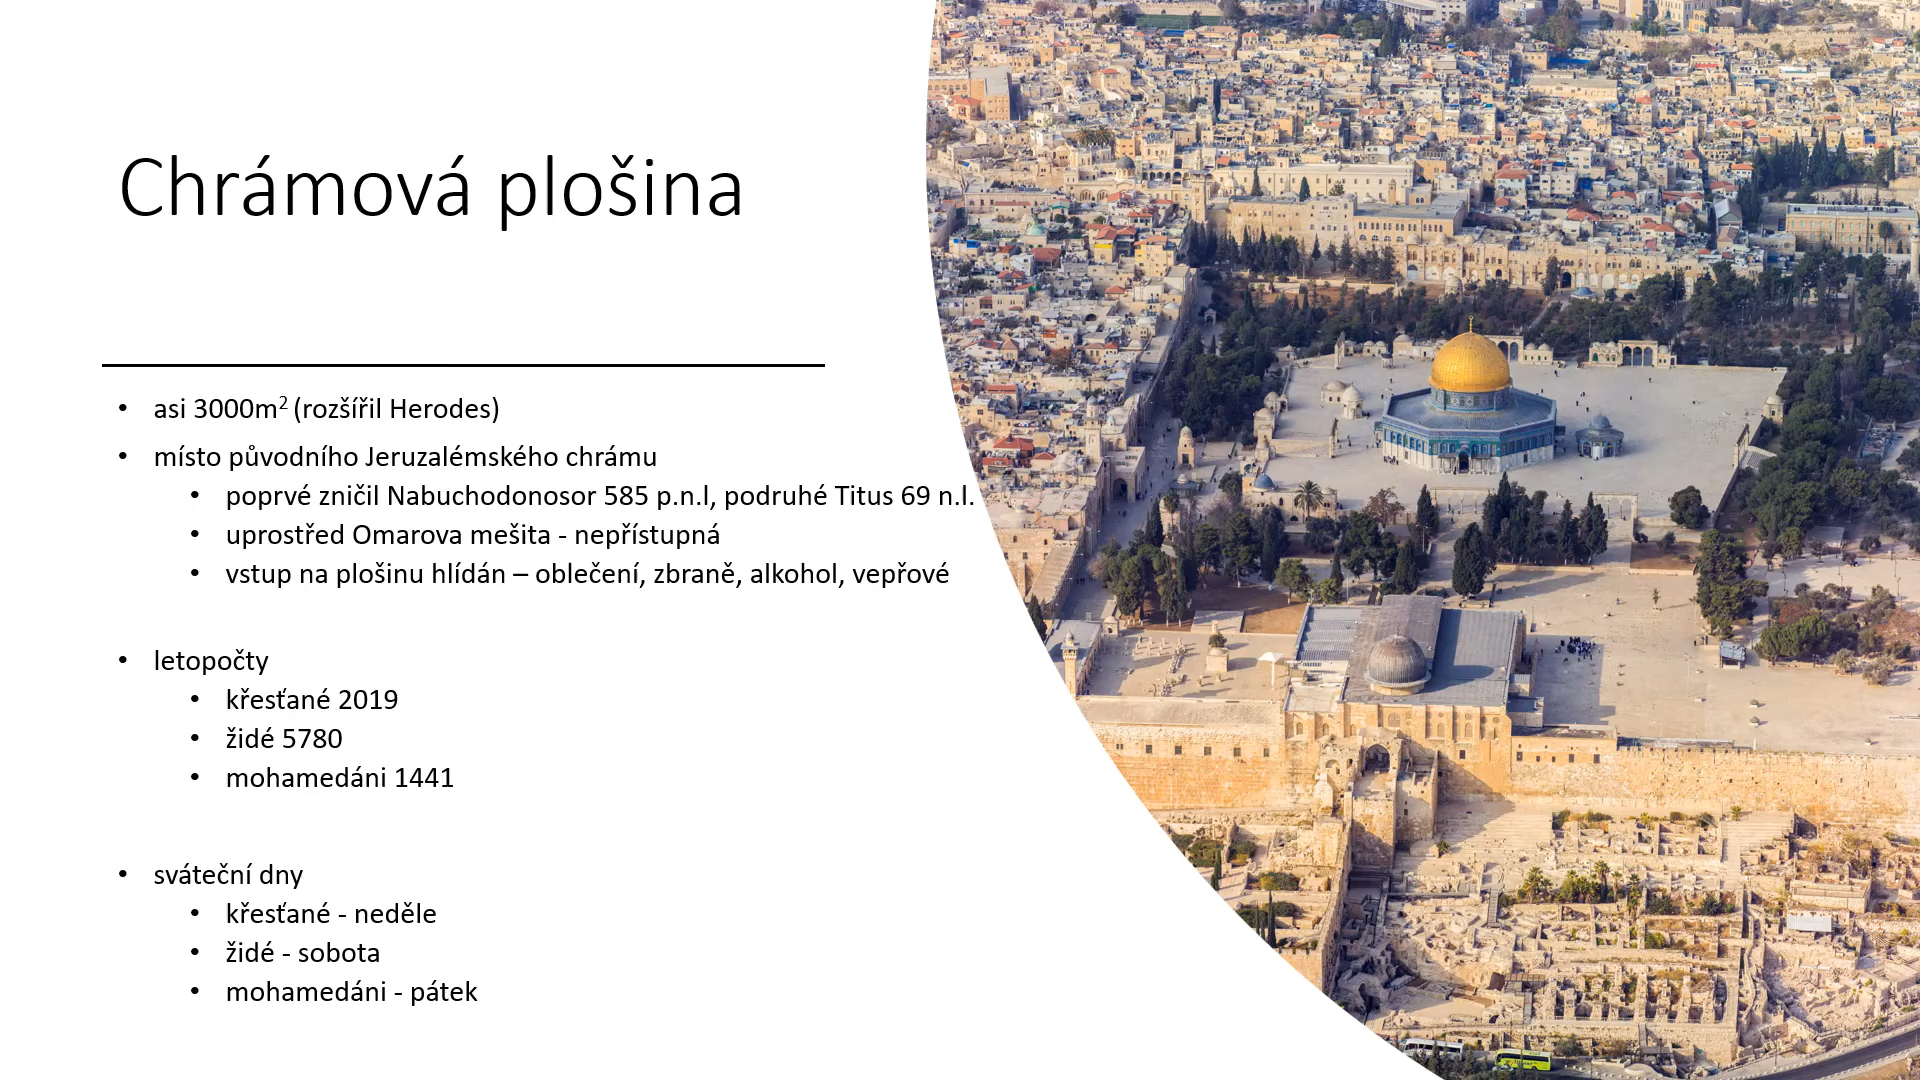 Chrámová plošina
• asi 3000m² (rozšířil Herodes)
• místo původního Jeruzalémského chrámu
• poprvé zničil Nabuchodonosor 585 p.n.l, podruhé Titus 69 n.l.
• uprostřed Omarova mešita - nepřístupná
• vstup na plošinu hlídán – oblečení, zbraně, alkohol, vepřové
• letopočty
• křesťané 2019
• židé 5780
• mohamedáni 1441
• sváteční dny
• křesťané - neděle
• židé - sobota
• mohamedáni - pátek